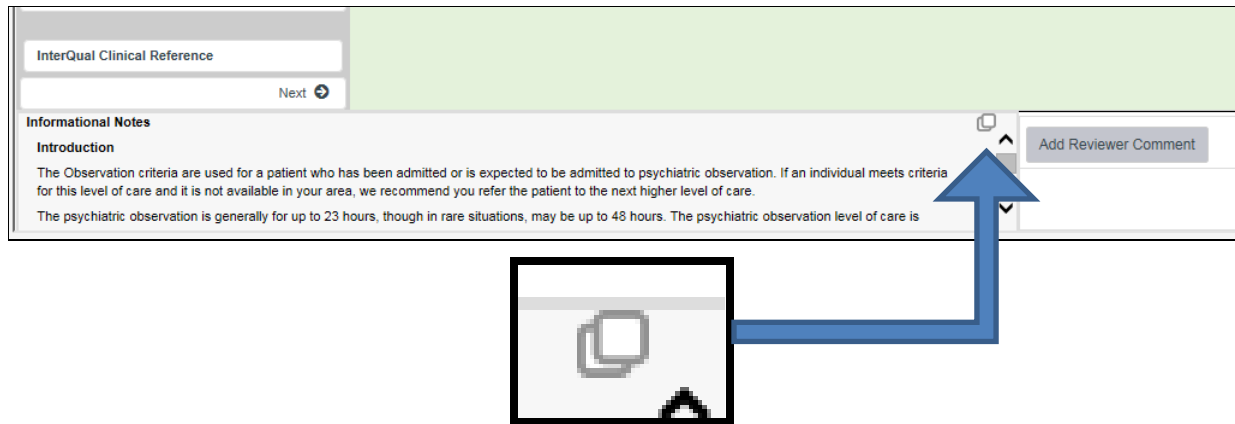 InterQual Clinical Reference
Next
Informational Notes
Introduction
The Observation criteria are used for a patient who has been admitted or is expected to be admitted to psychiatric observation. If an individual meets criteria
for this level of care and it is not available in your area, we recommend you refer the patient to the next higher level of care.
The psychiatric observation is generally for up to 23 hours, though in rare situations, may be up to 48 hours. The psychiatric observation level of care is
Add Reviewer Comment